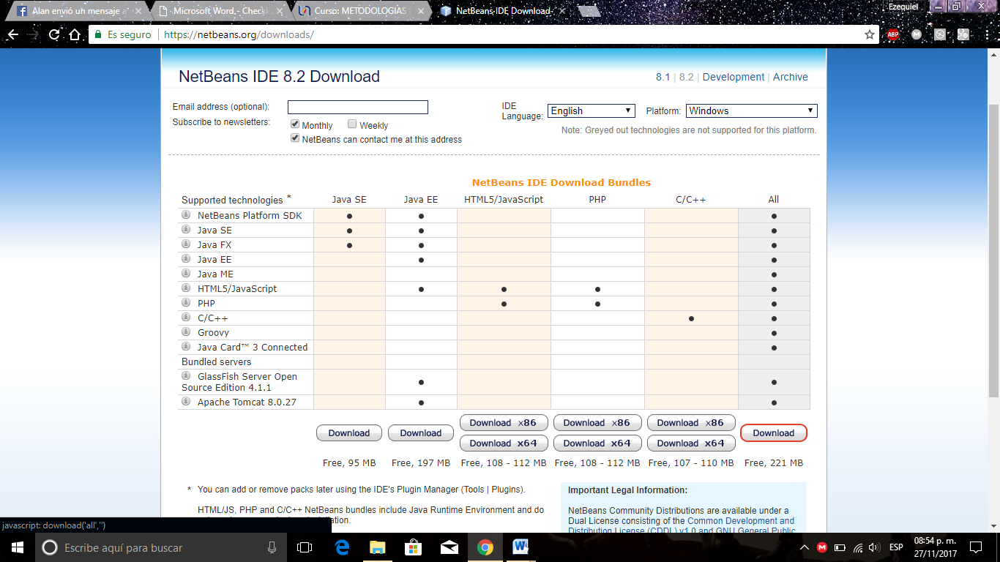 Alan envió un mensaje a
Microsoft Word - Checka
Curso: METODOLOGIAS
NetBeans IDE Download
Ezequiel
Es seguro | https://netbeans.org/downloads/
ABP
NetBeans IDE 8.2 Download
8.1 | 8.2 | Development | Archive
Email address (optional):
IDE Language: English
Platform: Windows
Subscribe to newsletters:
Monthly Weekly
Note: Greyed out technologies are not supported for this platform.
NetBeans can contact me at this address
NetBeans IDE Download Bundles
Supported technologies * Java SE Java EE HTML5/JavaScript PHP C/C++ All
NetBeans Platform SDK
Java SE
Java FX
Java EE
Java ME
HTML5/JavaScript
PHP
C/C++
Groovy
Java Card™ 3 Connected
Bundled servers
GlassFish Server Open
Source Edition 4.1.1
Apache Tomcat 8.0.27
Download x86 Download x86 Download x86
Download Download Download
Download x64 Download x64 Download x64
Free, 95 MB Free, 197 MB Free, 108 - 112 MB Free, 108 - 112 MB Free, 107 - 110 MB Free, 221 MB
* You can add or remove packs later using the IDE's Plugin Manager (Tools | Plugins).
HTML/JS, PHP and C/C++ NetBeans bundles include Java Runtime Environment and do
Important Legal Information:
NetBeans Community Distributions are available under a
Dual License consisting of the Common Development and
Distribution License (CDDL) v1.0 and GNU General Public
javascript: download('all','')
Escribe aquí para buscar
ESP
08:54 p. m.
27/11/2017